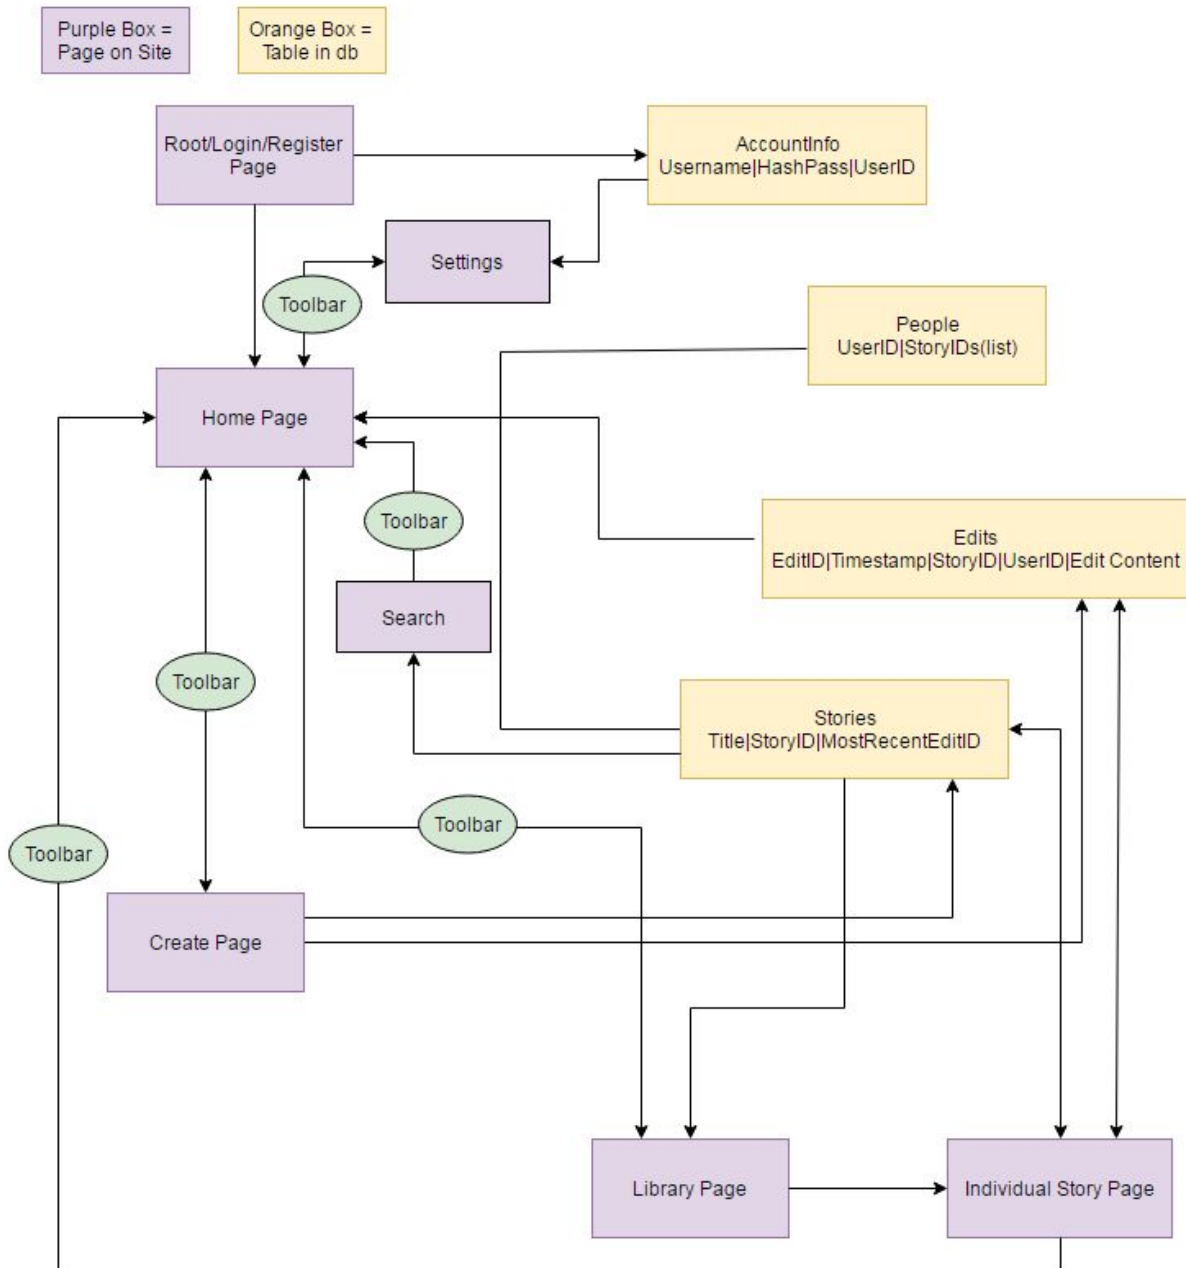 Purple Box =
Page on Site
Orange Box =
Table in db
Root/Login/Register
Page
AccountInfo
Username|HashPass|UserID
Settings
Toolbar
People
UserID|StoryIDs(list)
Home Page
Toolbar
Edits
EditID|Timestamp|StoryID|UserID|Edit Content
Search
Toolbar
Stories
Title|StoryID|MostRecentEditID
Toolbar
Toolbar
Create Page
Library Page
Individual Story Page